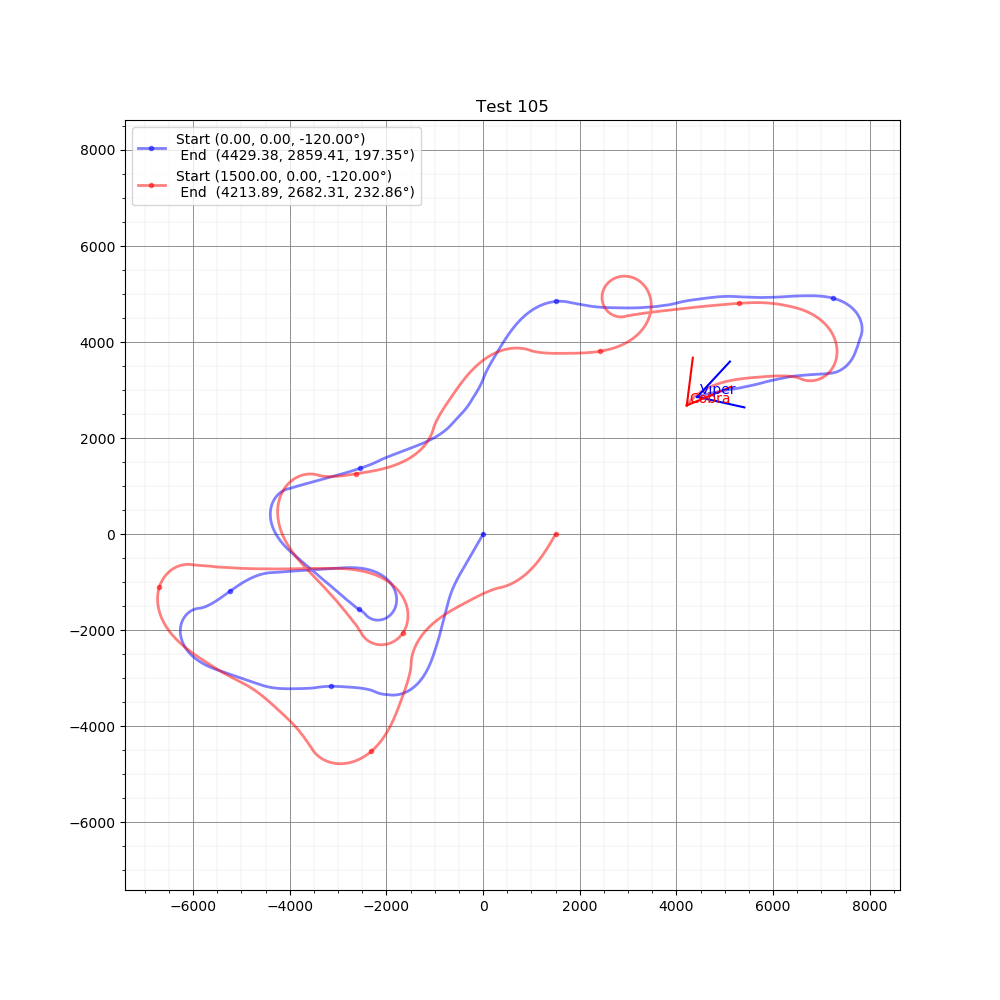 Test 105
Start (0.00, 0.00, -120.00°)
End (4429.38, 2859.41, 197.35°)
Start (1500.00, 0.00, -120.00°)
End (4213.89, 2682.31, 232.86°)
8000
6000
4000
2000
0
−2000
−4000
−6000
Viper
Cobra
−6000
−4000
−2000
0
2000
4000
6000
8000